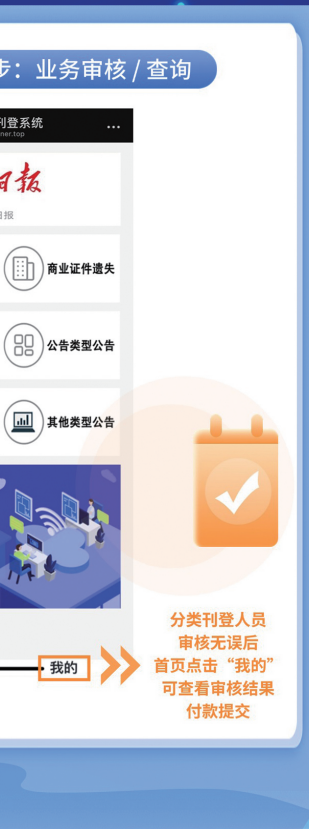 步：业务审核 / 查询
刊登系统
ner.top
日报
日报
商业证件遗失
公告类型公告
其他类型公告
我的
分类刊登人员
审核无误后
首页点击“我的”
可查看审核结果
付款提交